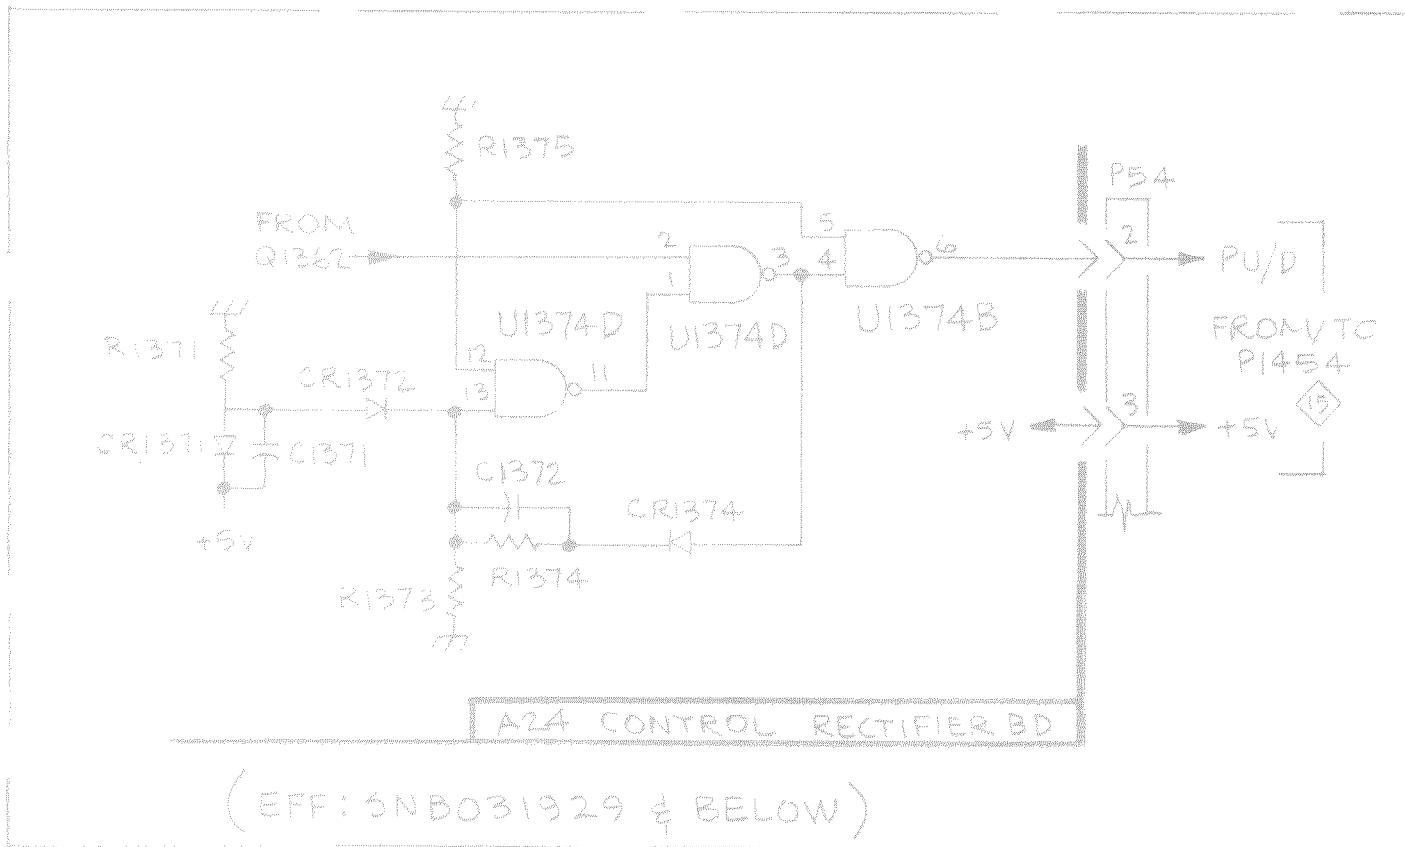 R1375
P54
FROM
Q1362
2
1
3
5
4
6
2
PU/D
U1374D
U1374D
U1374B
FROM/TO
P1454
15
R1371
CR1372
12
13
11
3
+5V
+5V
CR1371
C1371
C1372
CR1374
+5V
R1374
R1373
A24 CONTROL RECTIFIER BD
(EFF: SNB031929 & BELOW)